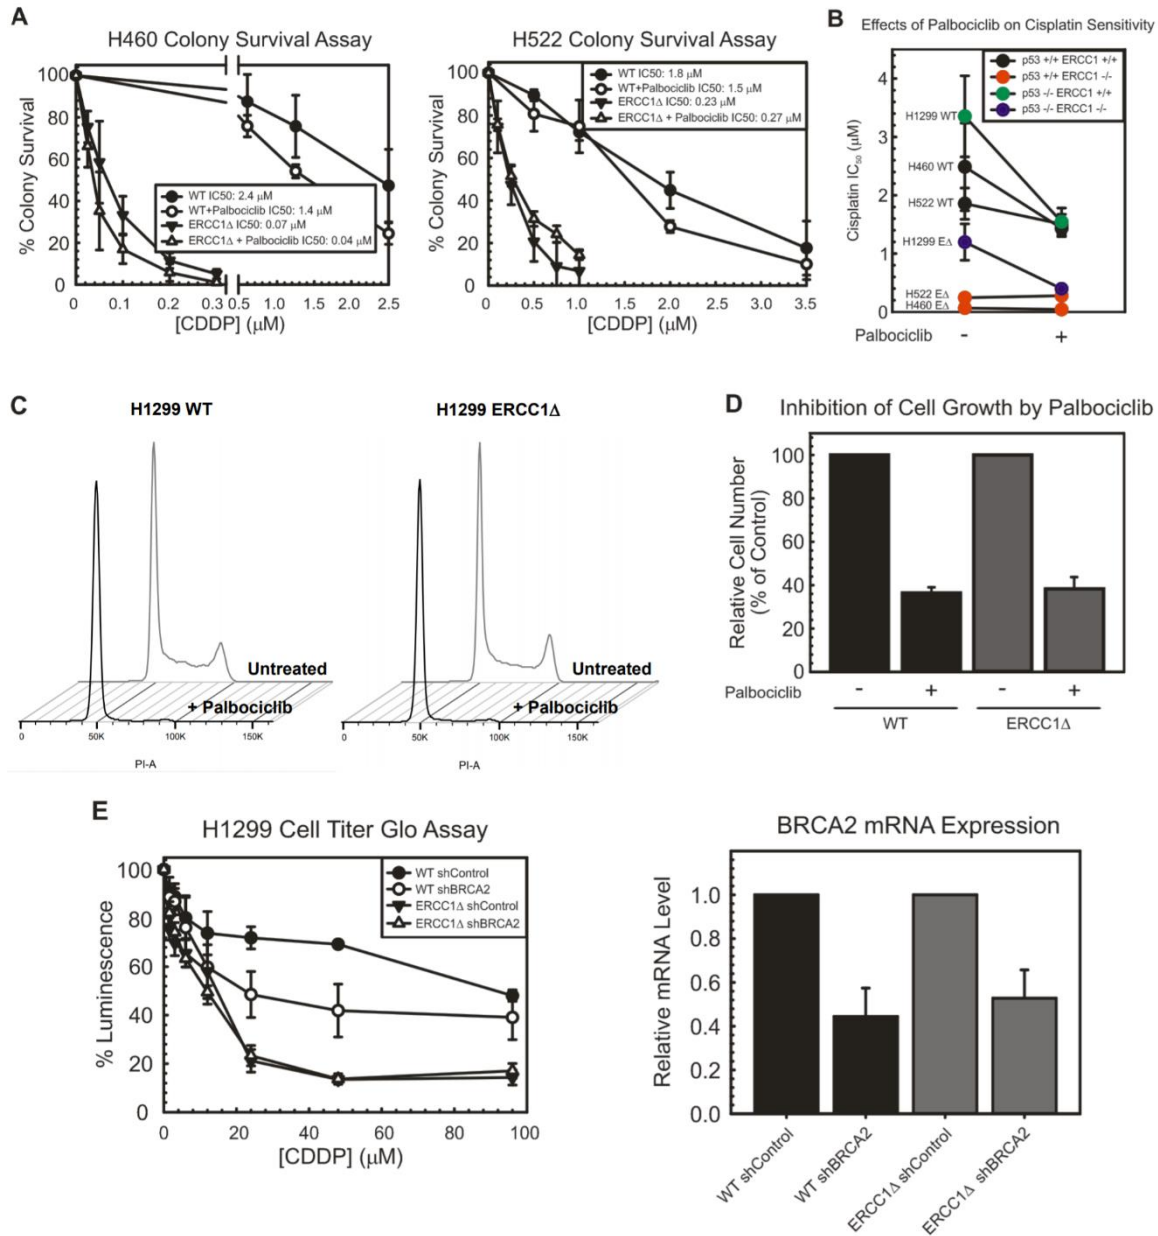 A
H460 Colony Survival Assay
% Colony Survival
100
80
60
40
20
0
WT IC50: 2.4 μM
WT+Palbociclib IC50: 1.4 μM
ERCC1Δ IC50: 0.07 μM
ERCC1Δ + Palbociclib IC50: 0.04 μM
0 0.1 0.2 0.3 0.5 1.0 1.5 2.0 2.5
[CDDP] (μM)
H522 Colony Survival Assay
% Colony Survival
100
80
60
40
20
0
WT IC50: 1.8 μM
WT+Palbociclib IC50: 1.5 μM
ERCC1Δ IC50: 0.23 μM
ERCC1Δ + Palbociclib IC50: 0.27 μM
0 0.5 1.0 1.5 2.0 2.5 3.0 3.5
[CDDP] (μM)
B
Effects of Palbociclib on Cisplatin Sensitivity
Cisplatin IC50 (μM)
4
3
2
1
0
p53 +/+ ERCC1 +/+
p53 +/+ ERCC1 -/-
p53 -/- ERCC1 +/+
p53 -/- ERCC1 -/-
H1299 WT
H460 WT
H522 WT
H1299 EΔ
H522 EΔ
H460 EΔ
Palbociclib - +
C
H1299 WT
Untreated
+ Palbociclib
0 50K 100K 150K
PI-A
H1299 ERCC1Δ
Untreated
+ Palbociclib
0 50K 100K 150K
PI-A
D
Inhibition of Cell Growth by Palbociclib
Relative Cell Number
(% of Control)
100
80
60
40
20
0
Palbociclib - + - +
WT ERCC1Δ
E
H1299 Cell Titer Glo Assay
% Luminescence
100
80
60
40
20
0
WT shControl
WT shBRCA2
ERCC1Δ shControl
ERCC1Δ shBRCA2
0 20 40 60 80 100
[CDDP] (μM)
BRCA2 mRNA Expression
Relative mRNA Level
1.0
0.8
0.6
0.4
0.2
0.0
WT shControl
WT shBRCA2
ERCC1Δ shControl
ERCC1Δ shBRCA2